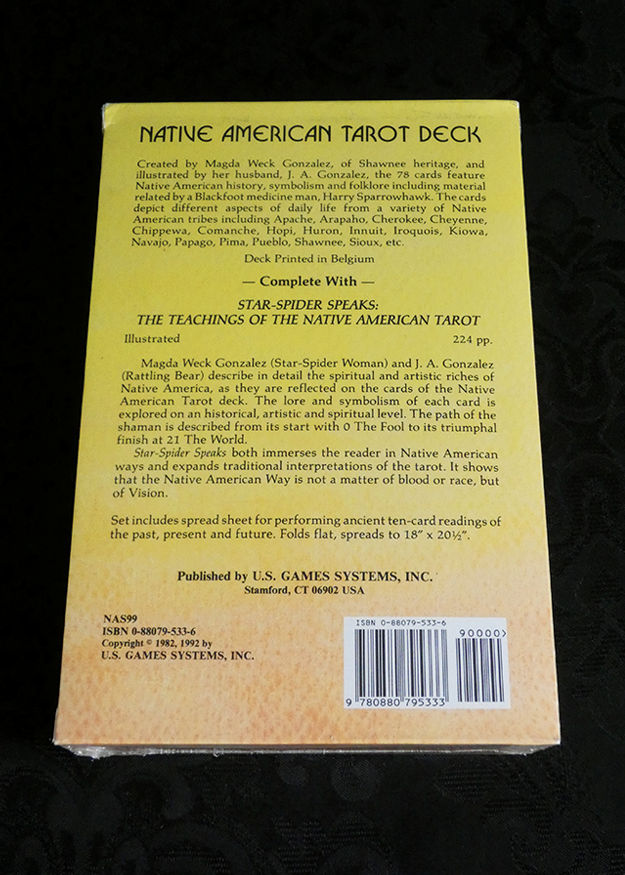 NATIVE AMERICAN TAROT DECK
Created by Magda Weck Gonzalez, of Shawnee heritage, and
illustrated by her husband, J. A. Gonzalez, the 78 cards feature
Native American history, symbolism and folklore including material
related by a Blackfoot medicine man, Harry Sparrowhawk. The cards
depict different aspects of daily life from a variety of Native
American tribes including Apache, Arapaho, Cherokee, Cheyenne,
Chippewa, Comanche, Hopi, Huron, Innuit, Iroquois, Kiowa,
Navajo, Papago, Pima, Pueblo, Shawnee, Sioux, etc.
Deck Printed in Belgium
— Complete With —
STAR-SPIDER SPEAKS:
THE TEACHINGS OF THE NATIVE AMERICAN TAROT
Illustrated 224 pp.
Magda Weck Gonzalez (Star-Spider Woman) and J. A. Gonzalez
(Rattling Bear) describe in detail the spiritual and artistic riches of
Native America, as they are reflected on the cards of the Native
American Tarot deck. The lore and symbolism of each card is
explored on an historical, artistic and spiritual level. The path of the
shaman is described from its start with 0 The Fool to its triumphal
finish at 21 The World.
Star-Spider Speaks both immerses the reader in Native American
ways and expands traditional interpretations of the tarot. It shows
that the Native American Way is not a matter of blood or race, but
of Vision.
Set includes spread sheet for performing ancient ten-card readings of
the past, present and future. Folds flat, spreads to 18″ x 20½″.
Published by U.S. GAMES SYSTEMS, INC.
Stamford, CT 06902 USA
NAS99
ISBN 0-88079-533-6
Copyright © 1982, 1992 by
U.S. GAMES SYSTEMS, INC.
ISBN 0-88079-533-6
90000>
9 780880 795333